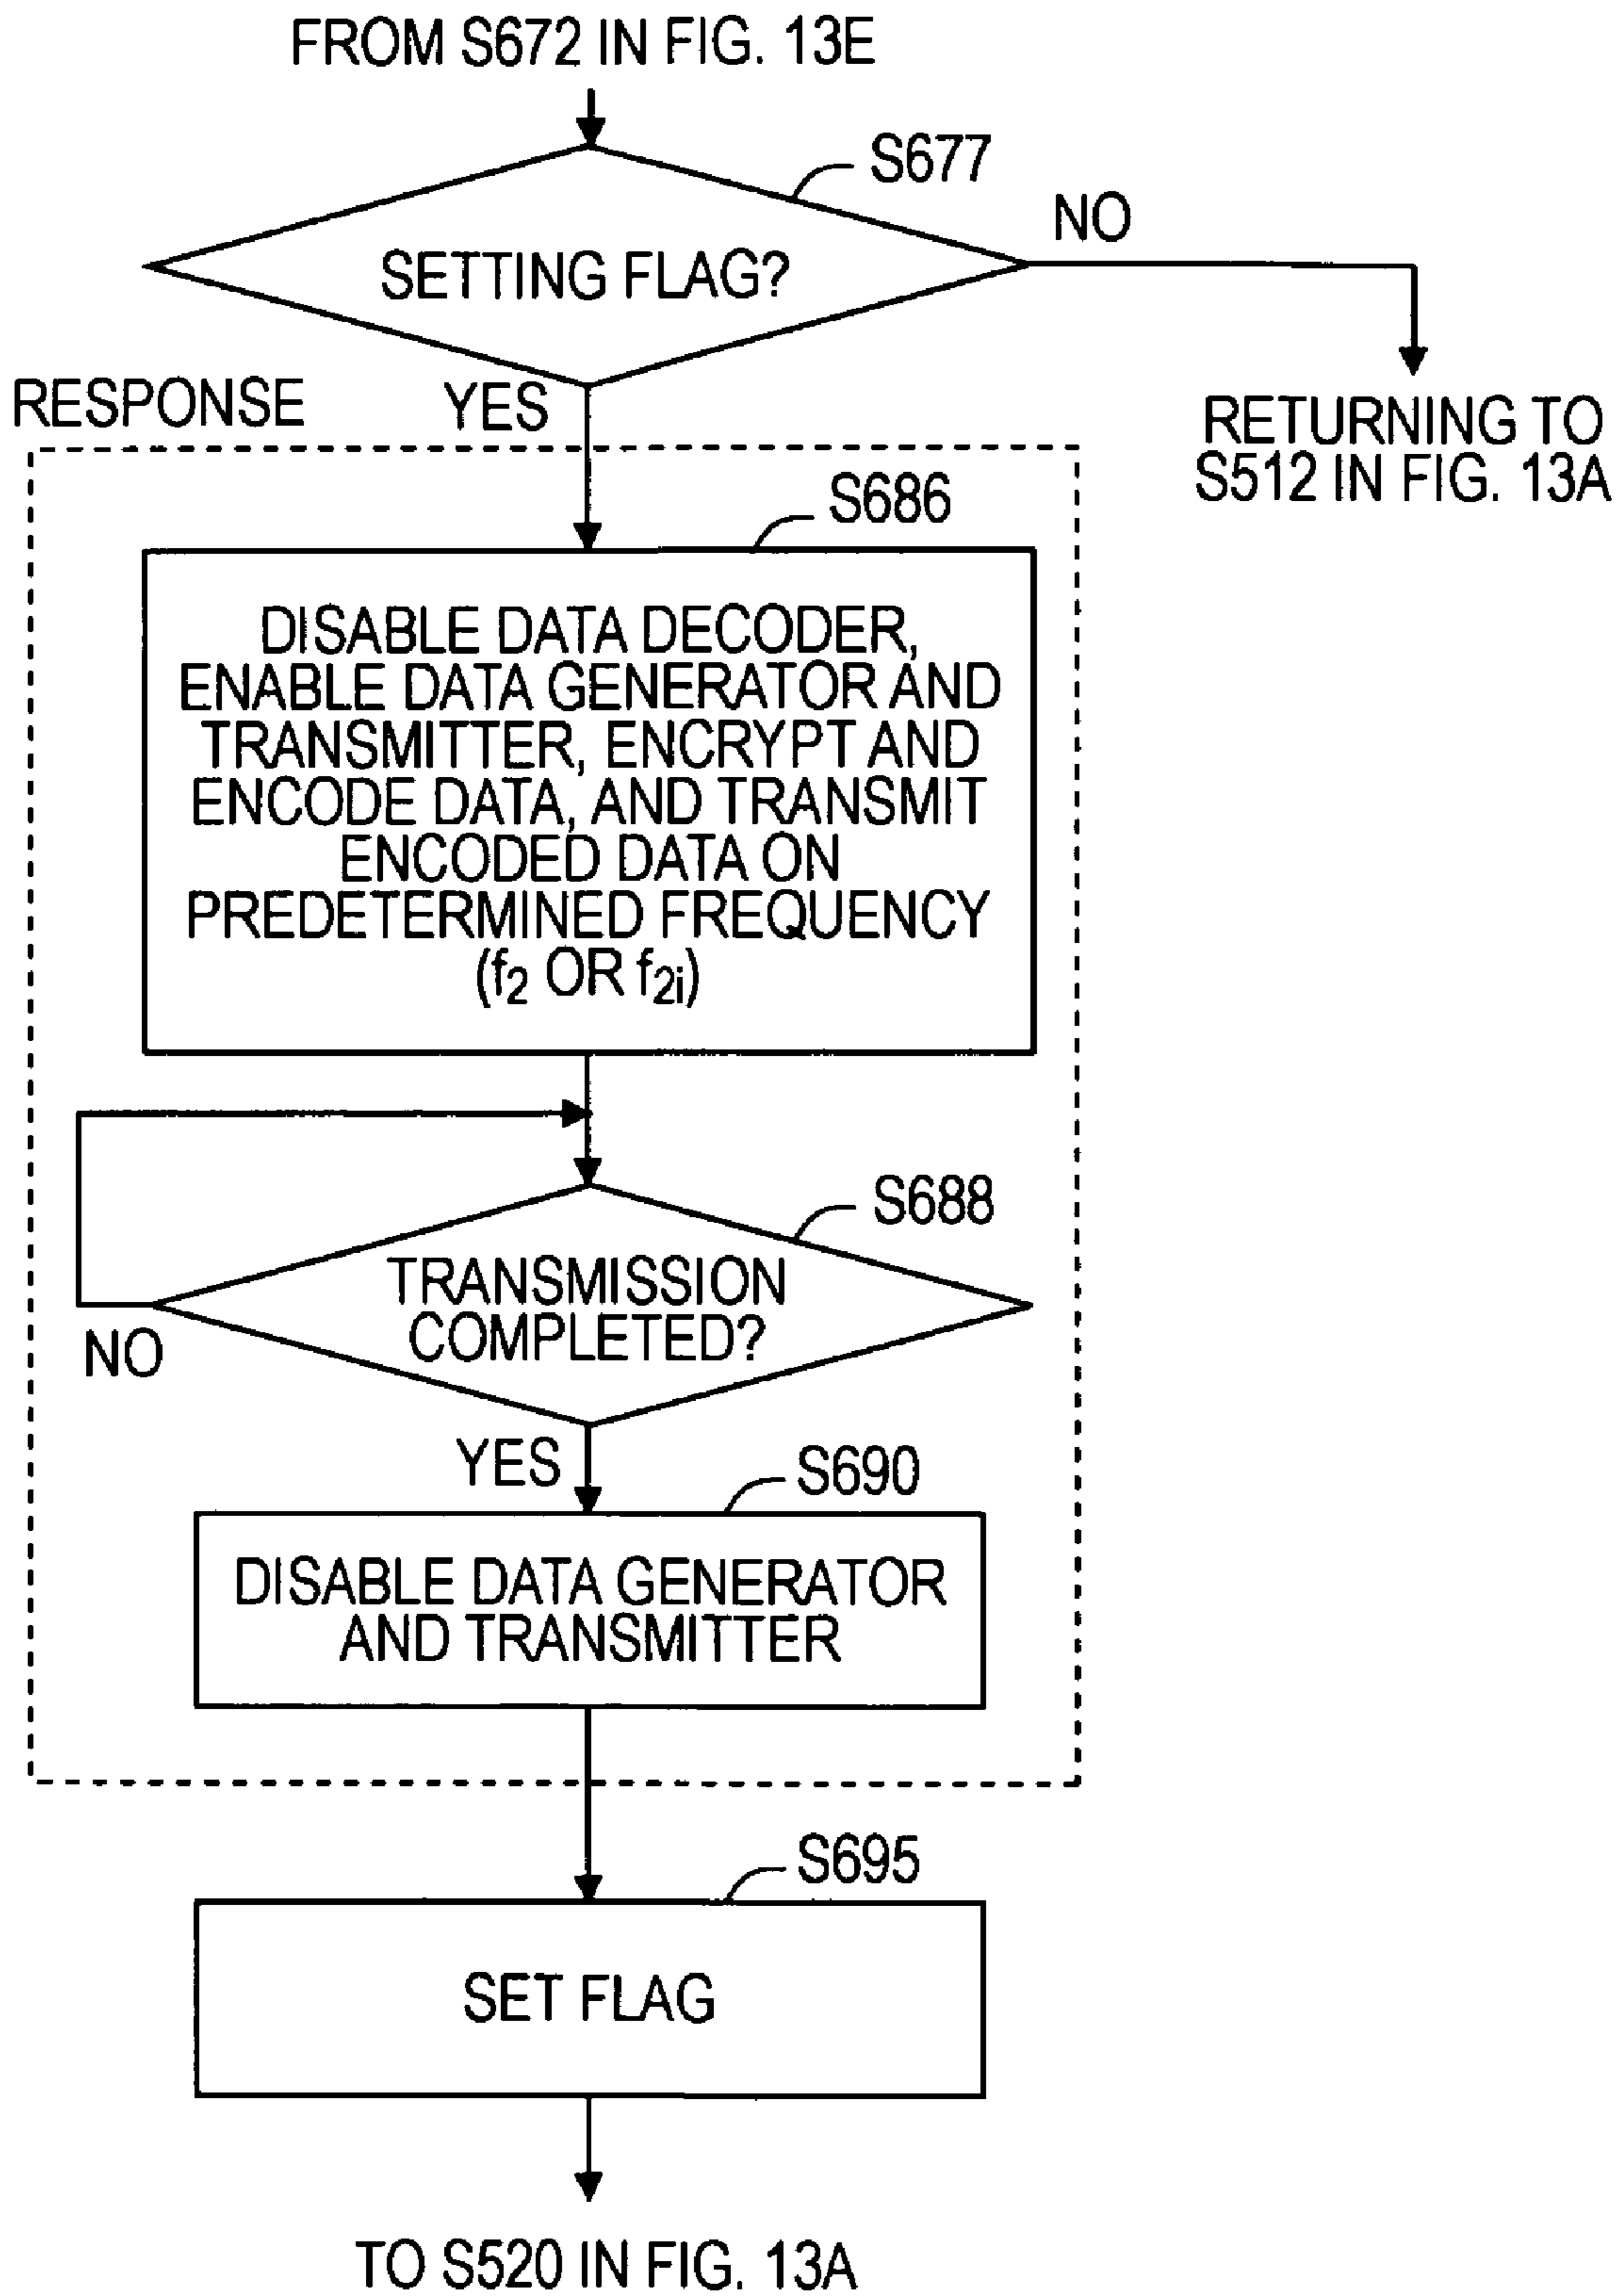 FROM S672 IN FIG. 13E
S677
NO
SETTING FLAG?
RESPONSE
YES
RETURNING TO
S512 IN FIG. 13A
S686
DISABLE DATA DECODER,
ENABLE DATA GENERATOR AND
TRANSMITTER, ENCRYPT AND
ENCODE DATA, AND TRANSMIT
ENCODED DATA ON
PREDETERMINED FREQUENCY
(f2 OR f2i)
S688
TRANSMISSION
COMPLETED?
NO
YES
S690
DISABLE DATA GENERATOR
AND TRANSMITTER
S695
SET FLAG
TO S520 IN FIG. 13A